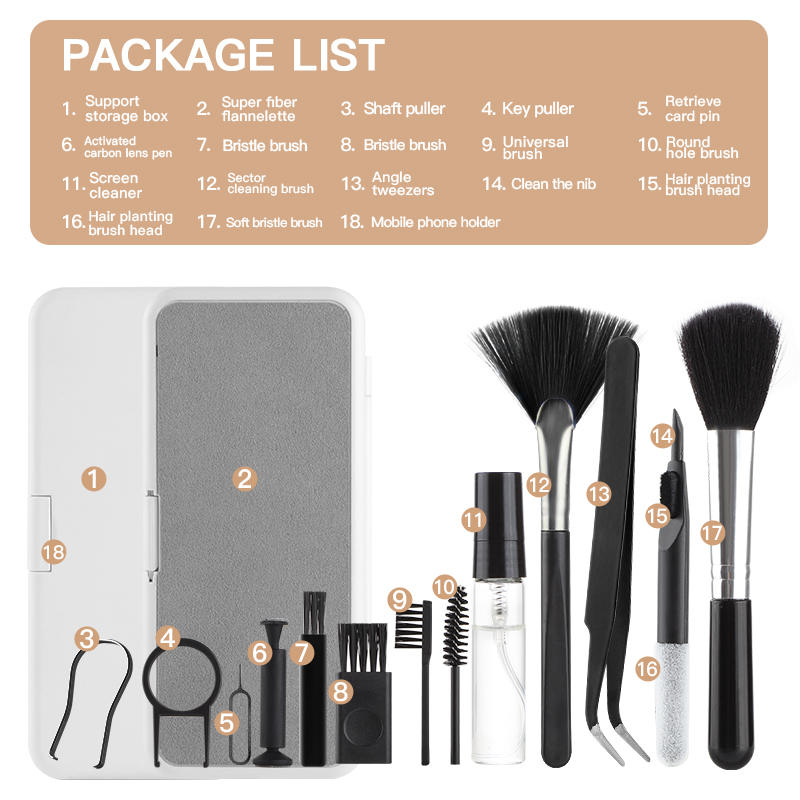 PACKAGE LIST
1. Support storage box
2. Super fiber flannelette
3. Shaft puller
4. Key puller
5. Retrieve card pin
6. Activated carbon lens pen
7. Bristle brush
8. Bristle brush
9. Universal brush
10. Round hole brush
11. Screen cleaner
12. Sector cleaning brush
13. Angle tweezers
14. Clean the nib
15. Hair planting brush head
16. Hair planting brush head
17. Soft bristle brush
18. Mobile phone holder
1
2
18
3
4
5
6
7
8
9
10
11
12
13
14
15
16
17